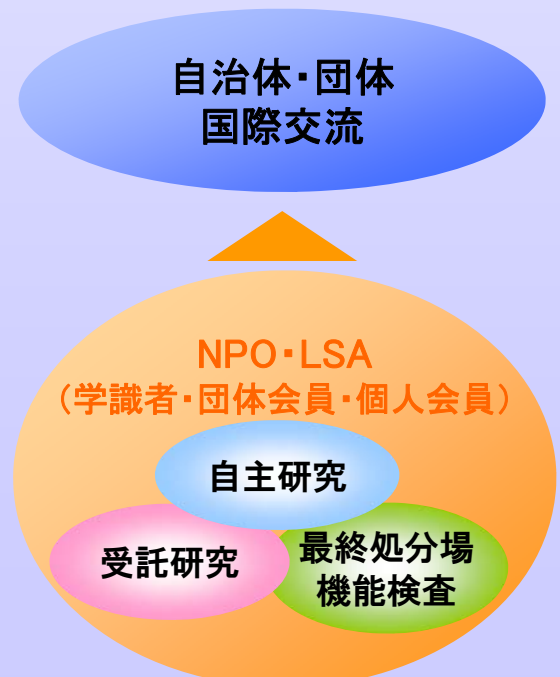 自治体・団体
国際交流
NPO・LSA
（学識者・団体会員・個人会員）
自主研究
受託研究
最終処分場
機能検査